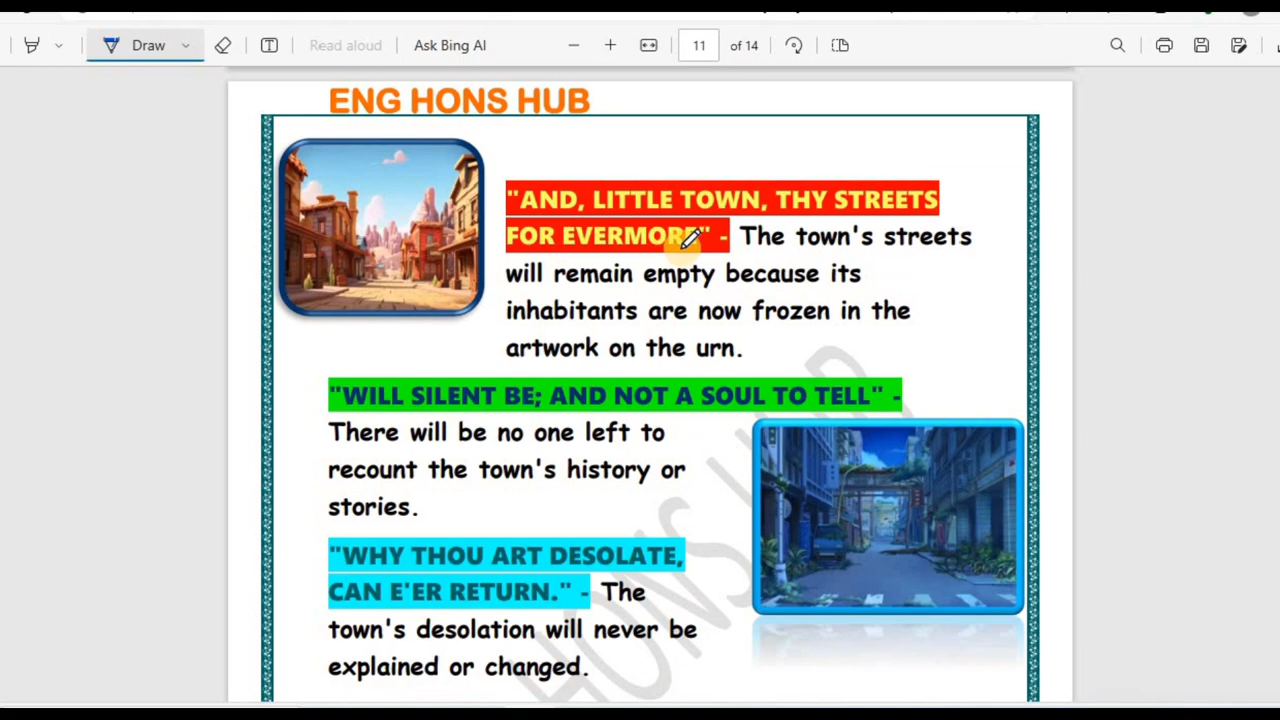 Draw
Read aloud
Ask Bing AI
11
of 14
ENG HONS HUB
"AND, LITTLE TOWN, THY STREETS
FOR EVERMORE" - The town's streets
will remain empty because its
inhabitants are now frozen in the
artwork on the urn.
"WILL SILENT BE; AND NOT A SOUL TO TELL" -
There will be no one left to
recount the town's history or
stories.
"WHY THOU ART DESOLATE,
CAN E'ER RETURN." - The
town's desolation will never be
explained or changed.
HONS HUB